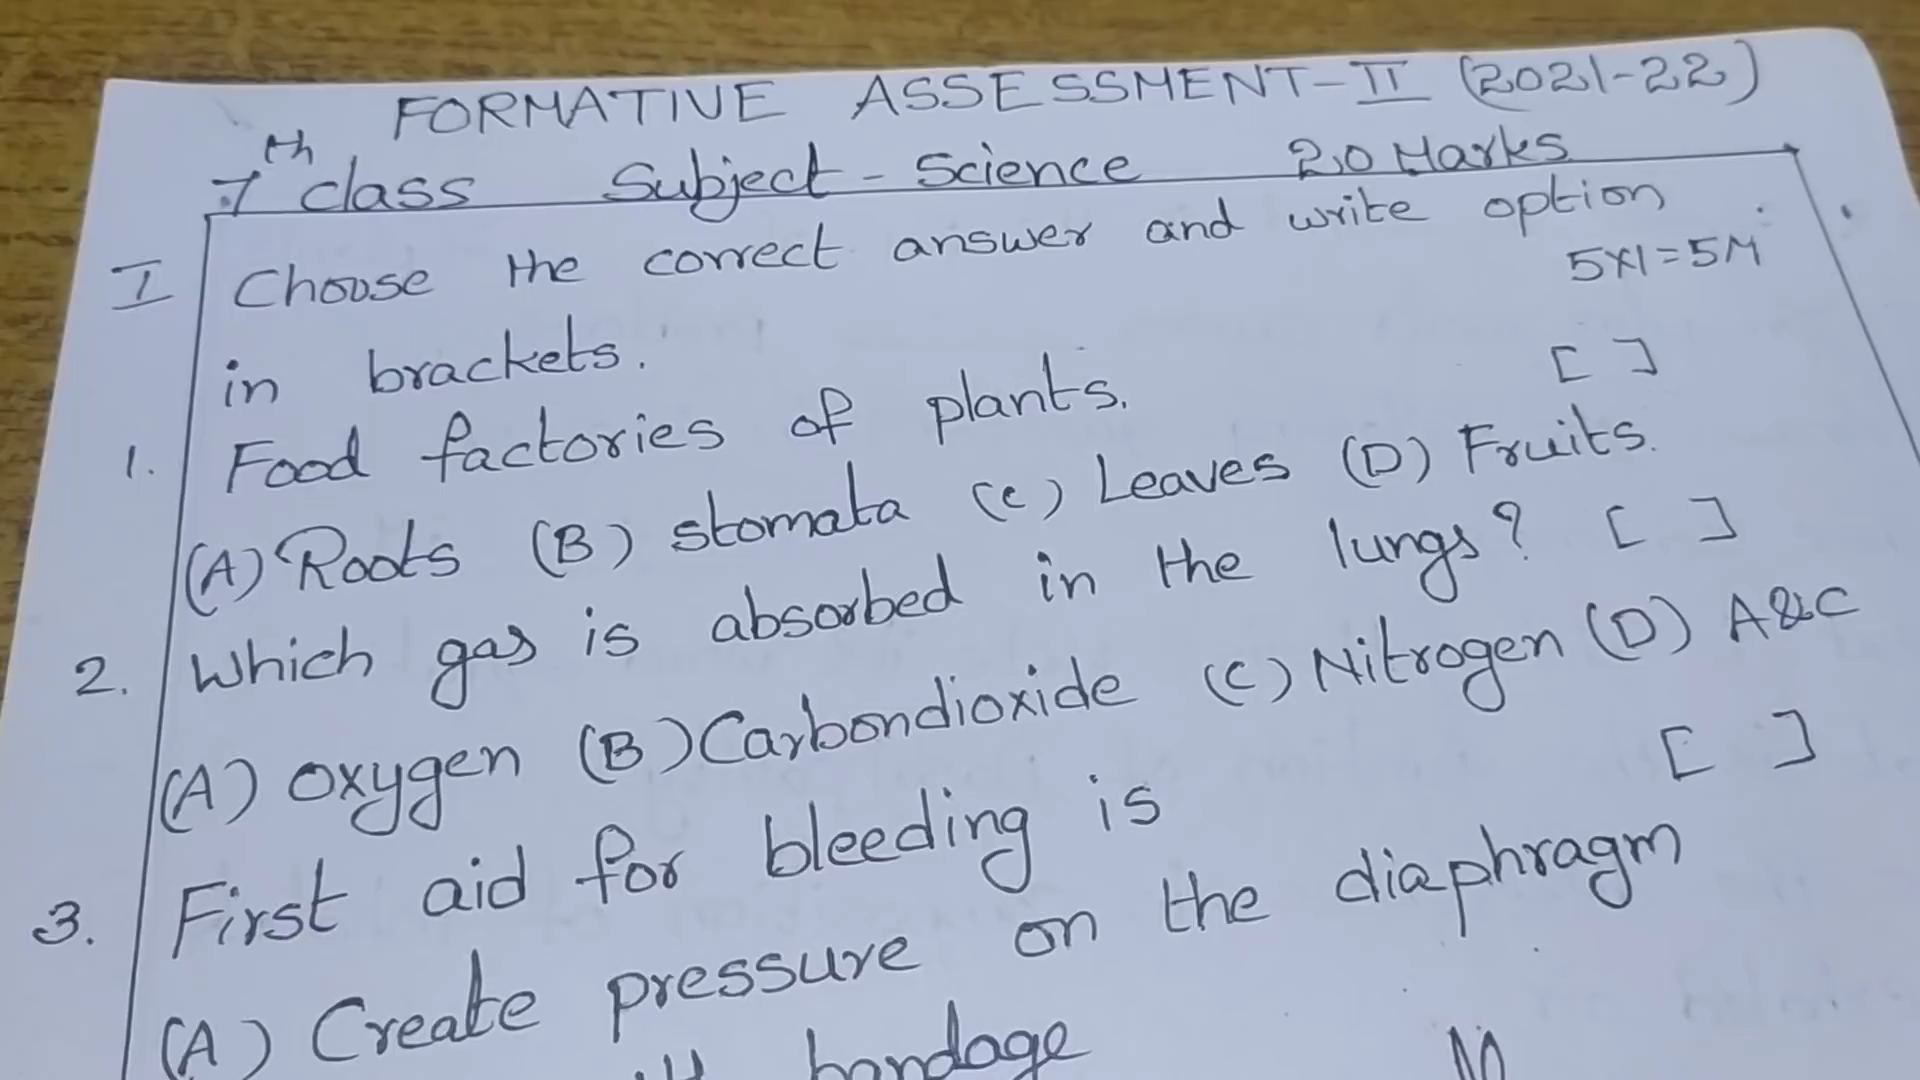 FORMATIVE ASSESSMENT-II (2021-22)
7th class Subject - Science 20 Marks
I Choose the correct answer and write option
5X1=5M
in brackets.
1. Food factories of plants. [ ]
(A) Roots (B) stomata (C) Leaves (D) Fruits.
2. Which gas is absorbed in the lungs? [ ]
(A) oxygen (B) Carbondioxide (C) Nitrogen (D) A&C
3. First aid for bleeding is [ ]
(A) Create pressure on the diaphragm
bandage